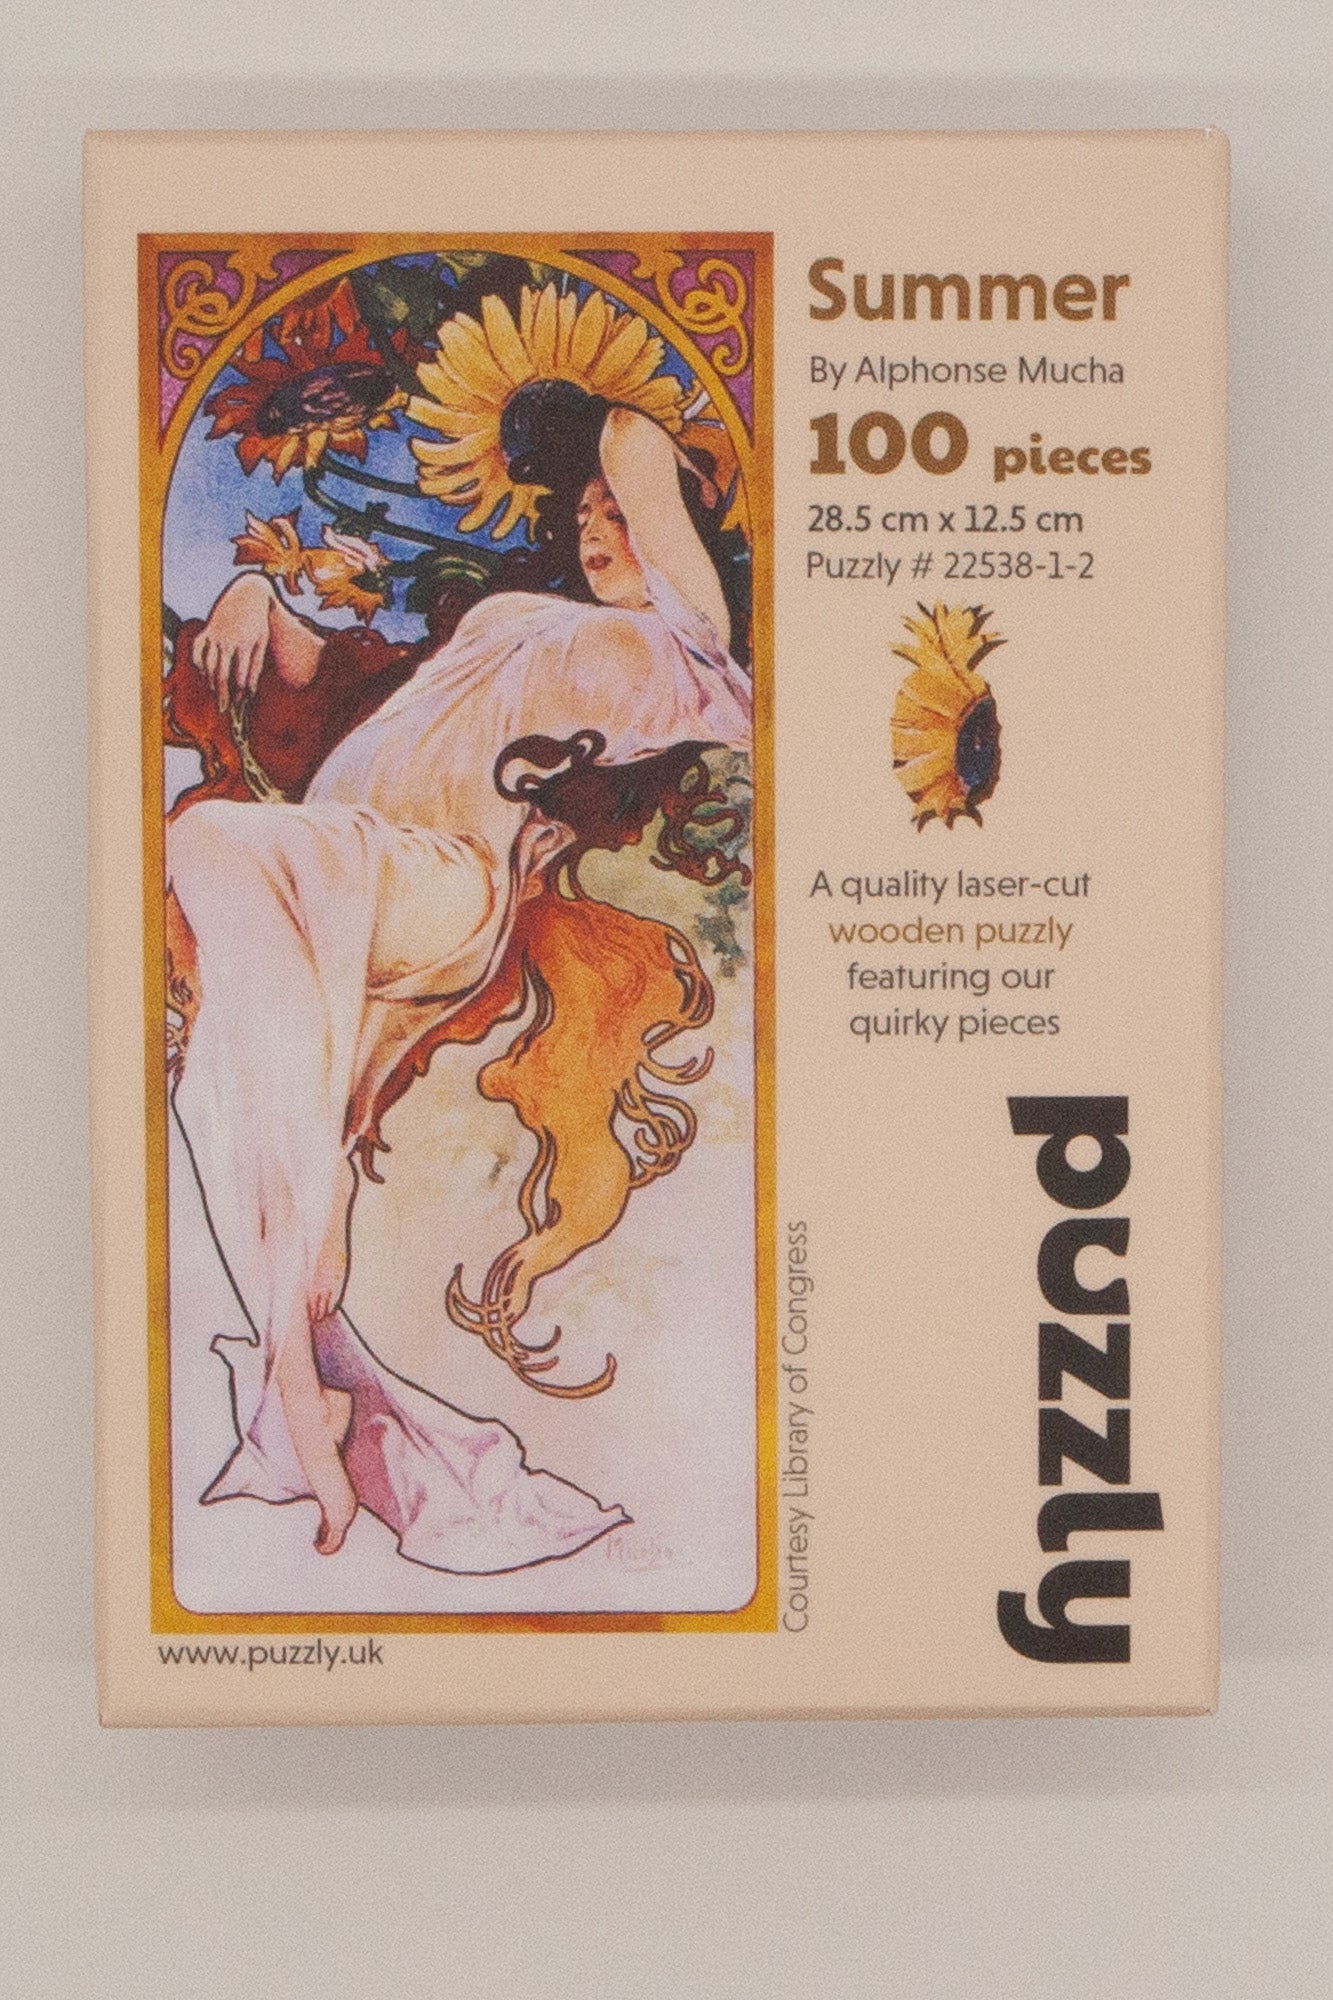 Summer
By Alphonse Mucha
100 pieces
28.5 cm x 12.5 cm
Puzzly # 22538-1-2
A quality laser-cut
wooden puzzly
featuring our
quirky pieces
puzzly
Courtesy Library of Congress
Mucha
www.puzzly.uk